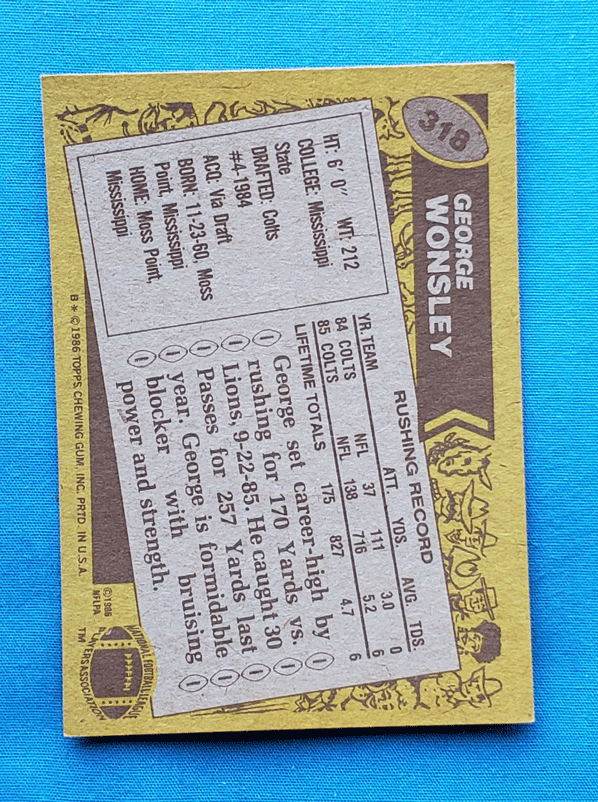 318
GEORGE
WONSLEY
HT: 6' 0" WT: 212
COLLEGE: Mississippi
State
DRAFTED: Colts
#4-1984
ACQ: Via Draft
BORN: 11-23-60, Moss
Point, Mississippi
HOME: Moss Point,
Mississippi
RUSHING RECORD
YR. TEAM ATT. YDS. AVG. TDS.
84 COLTS NFL 37 111 3.0 0
85 COLTS NFL 138 716 5.2 6
LIFETIME TOTALS 175 827 4.7 6
George set career-high by
rushing for 170 Yards vs.
Lions, 9-22-85. He caught 30
Passes for 257 Yards last
year. George is formidable
blocker with bruising
power and strength.
B * © 1986 TOPPS CHEWING GUM, INC. PRTD. IN U.S.A.
© 1986
NFLPA
NATIONAL FOOTBALL LEAGUE
PLAYERS ASSOCIATION
TM